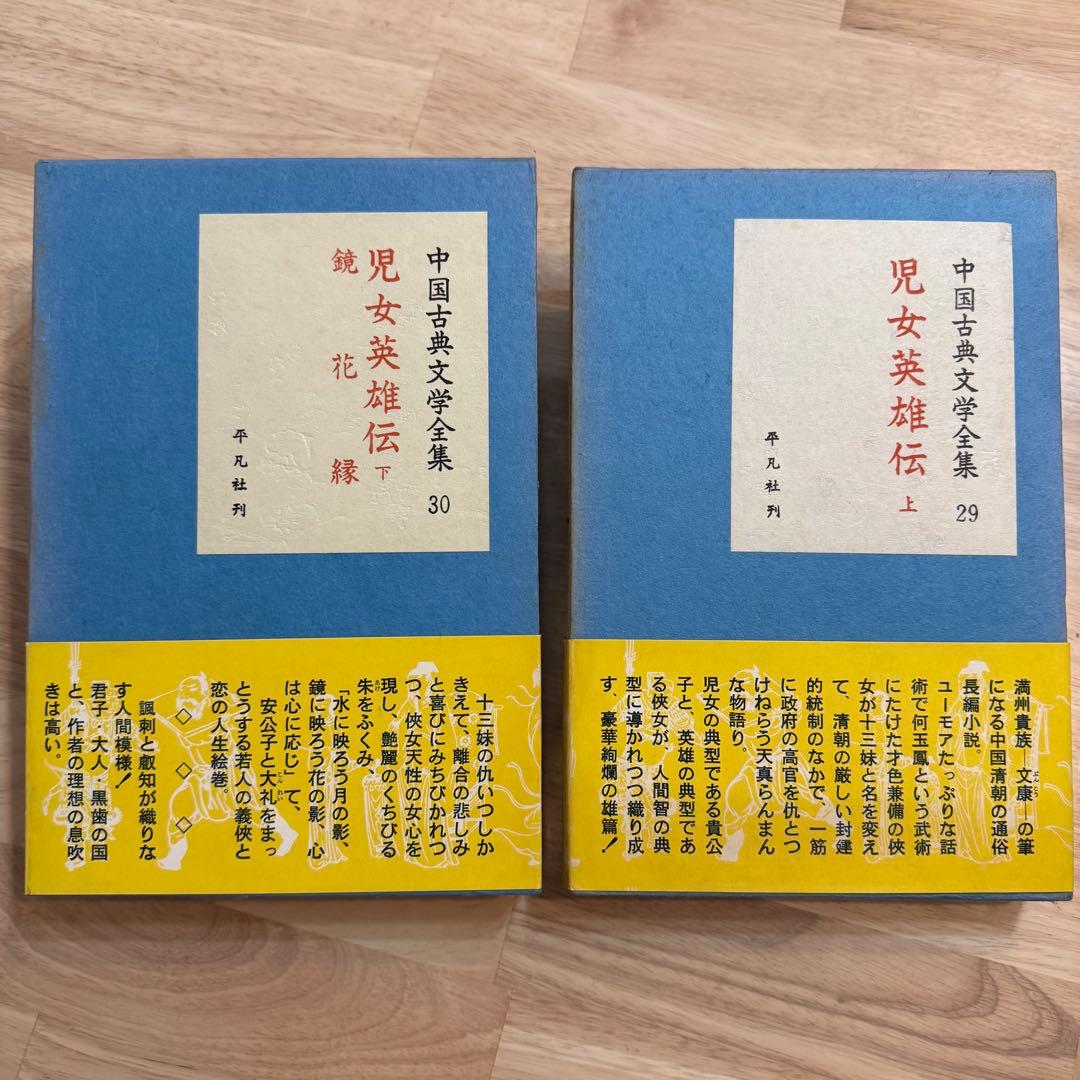 中国古典文学全集 30
児女英雄伝 下
鏡花縁
平凡社刊
十三妹の仇いつしか
きえて、離合の悲しみ
と喜びにみちびかれつ
つ、俠女天性の女心を
現し、艶麗のくちびる
朱をふくみ、
「水に映ろう月の影、
鏡に映ろう花の影、心
は心に応じ」て、
安公子と大礼をまっ
とうする若人の義俠と
恋の人生絵巻。
◇ ◇ ◇
諷刺と叡知が織りな
す人間模様！
君子・大人・黒歯の国
と、作者の理想の息吹
きは高い。
中国古典文学全集 29
児女英雄伝 上
平凡社刊
満州貴族―文康―の筆
になる中国清朝の通俗
長編小説。
ユーモアたっぷりな話
術で何玉鳳という武術
にたけた才色兼備の俠
女が十三妹と名を変え
て、清朝の厳しい封建
的統制のなかで、一筋
に政府の高官を仇とつ
けねらう天真らんまん
な物語り。
児女の典型である貴公
子と、英雄の典型であ
る俠女が、人間智の典
型に導かれつつ織り成
す、豪華絢爛の雄篇！